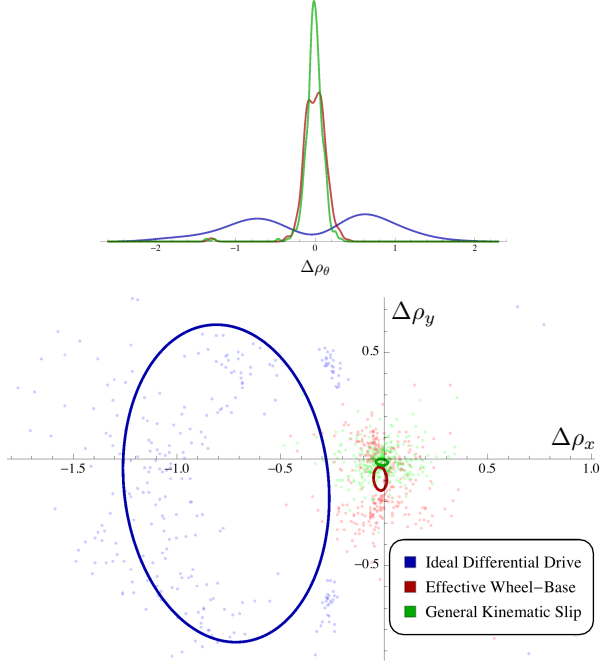 −2 −1 0 1 2
Δρθ
Δρy
0.5
Δρx
−1.5 −1.0 −0.5 0.5 1.0
−0.5
Ideal Differential Drive
Effective Wheel−Base
General Kinematic Slip